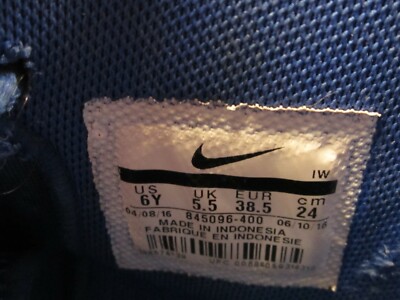 IW
US UK EUR cm
6Y 5.5 38.5 24
04/08/16 845096-400 06/10/16
MADE IN INDONESIA
FABRIQUE EN INDONESIE
UPC